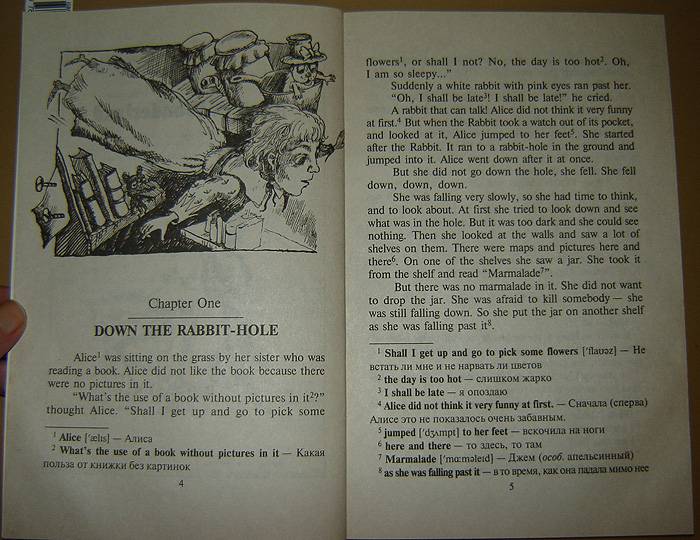 Chapter One
DOWN THE RABBIT-HOLE
Alice¹ was sitting on the grass by her sister who was
reading a book. Alice did not like the book because there
were no pictures in it.
"What's the use of a book without pictures in it²?"
thought Alice. "Shall I get up and go to pick some
¹ Alice ['ælıs] — Алиса
² What's the use of a book without pictures in it — Какая
польза от книжки без картинок
4
flowers¹, or shall I not? No, the day is too hot². Oh,
I am so sleepy..."
Suddenly a white rabbit with pink eyes ran past her.
"Oh, I shall be late³! I shall be late!" he cried.
A rabbit that can talk! Alice did not think it very funny
at first.⁴ But when the Rabbit took a watch out of its pocket,
and looked at it, Alice jumped to her feet⁵. She started
after the Rabbit. It ran to a rabbit-hole in the ground and
jumped into it. Alice went down after it at once.
But she did not go down the hole, she fell. She fell
down, down, down.
She was falling very slowly, so she had time to think,
and to look about. At first she tried to look down and see
what was in the hole. But it was too dark and she could see
nothing. Then she looked at the walls and saw a lot of
shelves on them. There were maps and pictures here and
there⁶. On one of the shelves she saw a jar. She took it
from the shelf and read "Marmalade⁷".
But there was no marmalade in it. She did not want
to drop the jar. She was afraid to kill somebody — she
was still falling down. So she put the jar on another shelf
as she was falling past it⁸.
¹ Shall I get up and go to pick some flowers ['flaʊəz] — Не
встать ли мне и не нарвать ли цветов
² the day is too hot — слишком жарко
³ I shall be late — я опоздаю
⁴ Alice did not think it very funny at first. — Сначала (сперва)
Алисе это не показалось очень забавным.
⁵ jumped ['dʒʌmpt] to her feet — вскочила на ноги
⁶ here and there — то здесь, то там
⁷ Marmalade ['mɑ:məleıd] — Джем (особ. апельсинный)
⁸ as she was falling past it — в то время, как она падала мимо нее
5